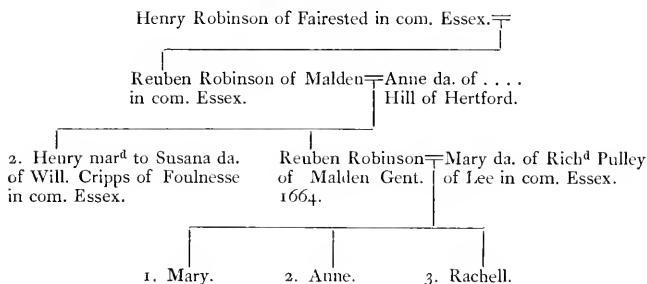 Henry Robinson of Fairested in com. Essex.
Reuben Robinson of Malden
in com. Essex.
Anne da. of . . . .
Hill of Hertford.
2. Henry marᵈ to Susana da.
of Will. Cripps of Foulnesse
in com. Essex.
Reuben Robinson
of Malden Gent.
1664.
Mary da. of Richᵈ Pulley
of Lee in com. Essex.
1. Mary.
2. Anne.
3. Rachell.